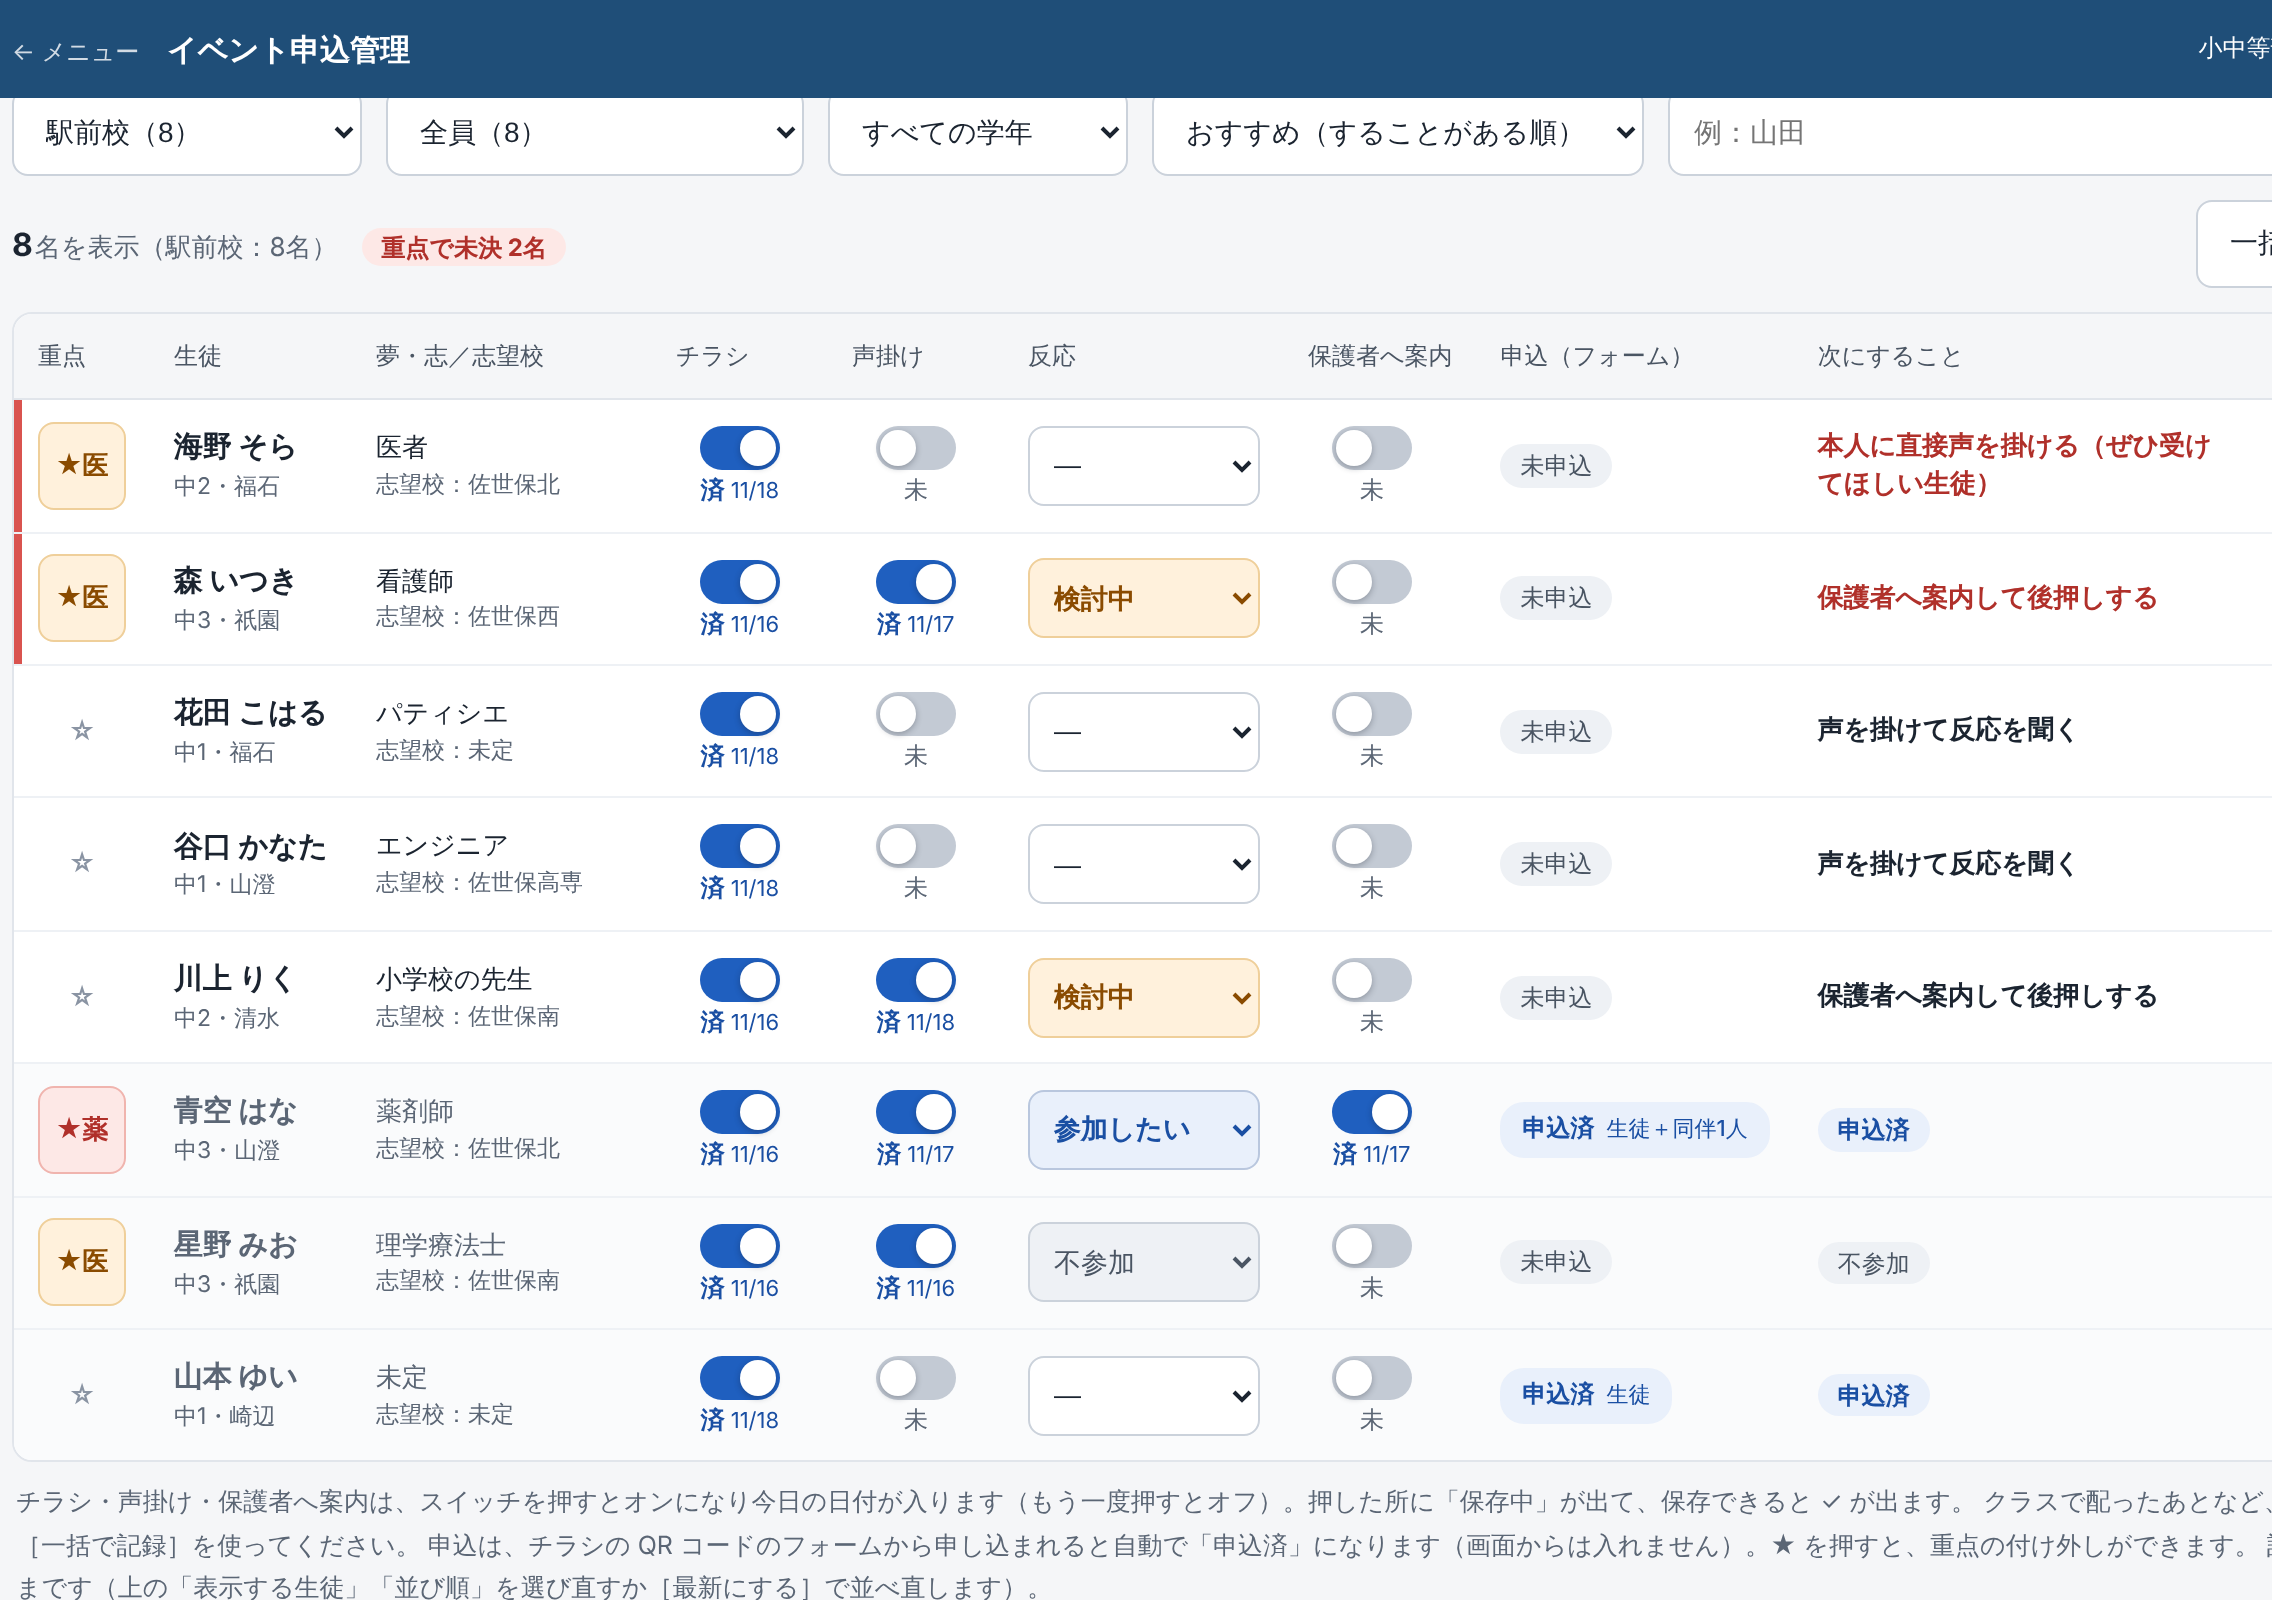 ← メニュー イベント申込管理 小中等
駅前校（8） 全員（8） すべての学年 おすすめ（することがある順） 例：山田
8名を表示（駅前校：8名） 重点で未決 2名 一括
重点 生徒 夢・志／志望校 チラシ 声掛け 反応 保護者へ案内 申込（フォーム） 次にすること
★医 海野 そら 医者 — 未申込 本人に直接声を掛ける（ぜひ受け
中2・福石 志望校：佐世保北 済 11/18 未 未 てほしい生徒）
★医 森 いつき 看護師 検討中 未申込 保護者へ案内して後押しする
中3・祇園 志望校：佐世保西 済 11/16 済 11/17 未
☆ 花田 こはる パティシエ — 未申込 声を掛けて反応を聞く
中1・福石 志望校：未定 済 11/18 未 未
☆ 谷口 かなた エンジニア — 未申込 声を掛けて反応を聞く
中1・山澄 志望校：佐世保高専 済 11/18 未 未
☆ 川上 りく 小学校の先生 検討中 未申込 保護者へ案内して後押しする
中2・清水 志望校：佐世保南 済 11/16 済 11/18 未
★薬 青空 はな 薬剤師 参加したい 申込済 生徒＋同伴1人 申込済
中3・山澄 志望校：佐世保北 済 11/16 済 11/17 済 11/17
★医 星野 みお 理学療法士 不参加 未申込 不参加
中3・祇園 志望校：佐世保南 済 11/16 済 11/16 未
☆ 山本 ゆい 未定 — 申込済 生徒 申込済
中1・崎辺 志望校：未定 済 11/18 未 未
チラシ・声掛け・保護者へ案内は、スイッチを押すとオンになり今日の日付が入ります（もう一度押すとオフ）。押した所に「保存中」が出て、保存できると ✓ が出ます。 クラスで配ったあとなど、
［一括で記録］を使ってください。 申込は、チラシの QR コードのフォームから申し込まれると自動で「申込済」になります（画面からは入れません）。★ を押すと、重点の付け外しができます。
までです（上の「表示する生徒」「並び順」を選び直すか［最新にする］で並べ直します）。